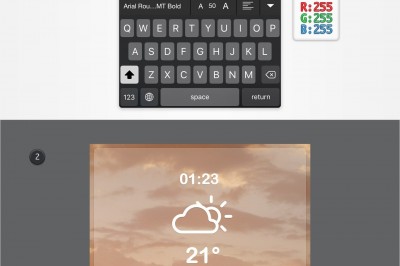 Arial Rou...MT Bold A 50 A
R:255
G:255
B:255
Q W E R T Y U I O P
A S D F G H J K L
Z X C V B N M
123 space return
2
01:23
21°